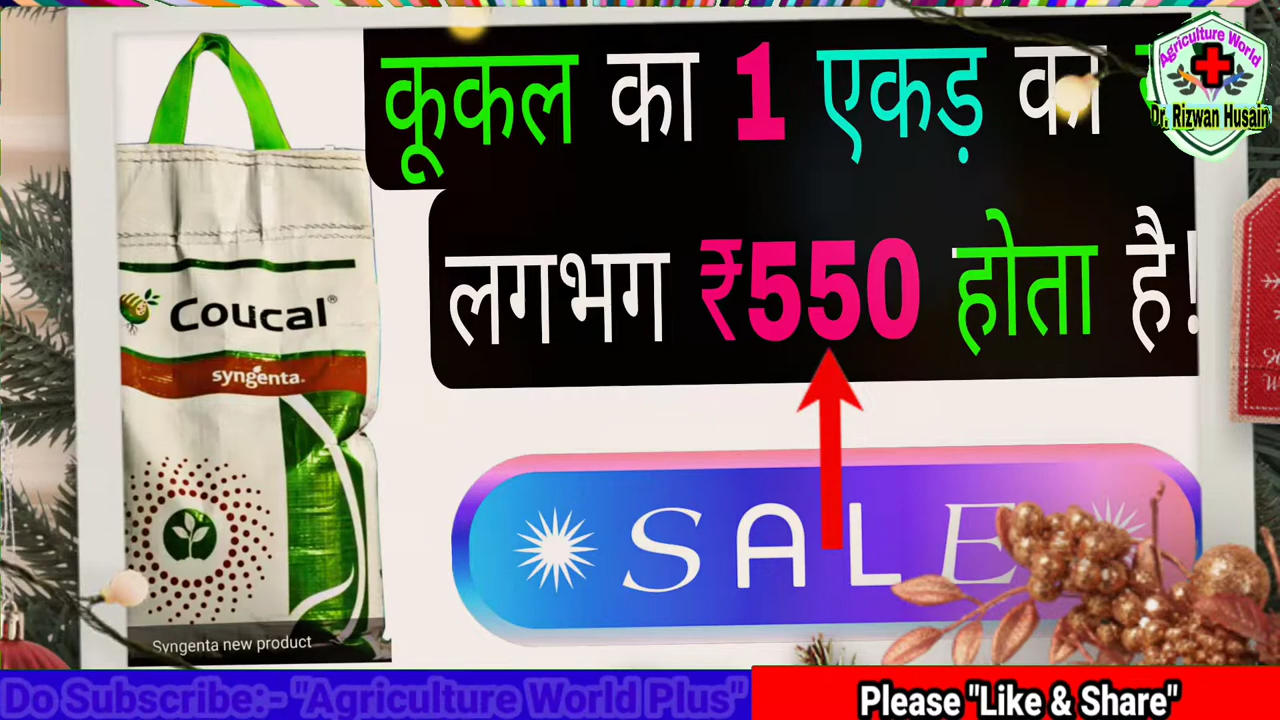 कूकल का 1 एकड़ का
लगभग ₹550 होता है!
Agriculture World
Dr. Rizwan Husain
Coucal®
syngenta.
SALE
Syngenta new product
Do Subscribe:- "Agriculture World Plus"
Please "Like & Share"